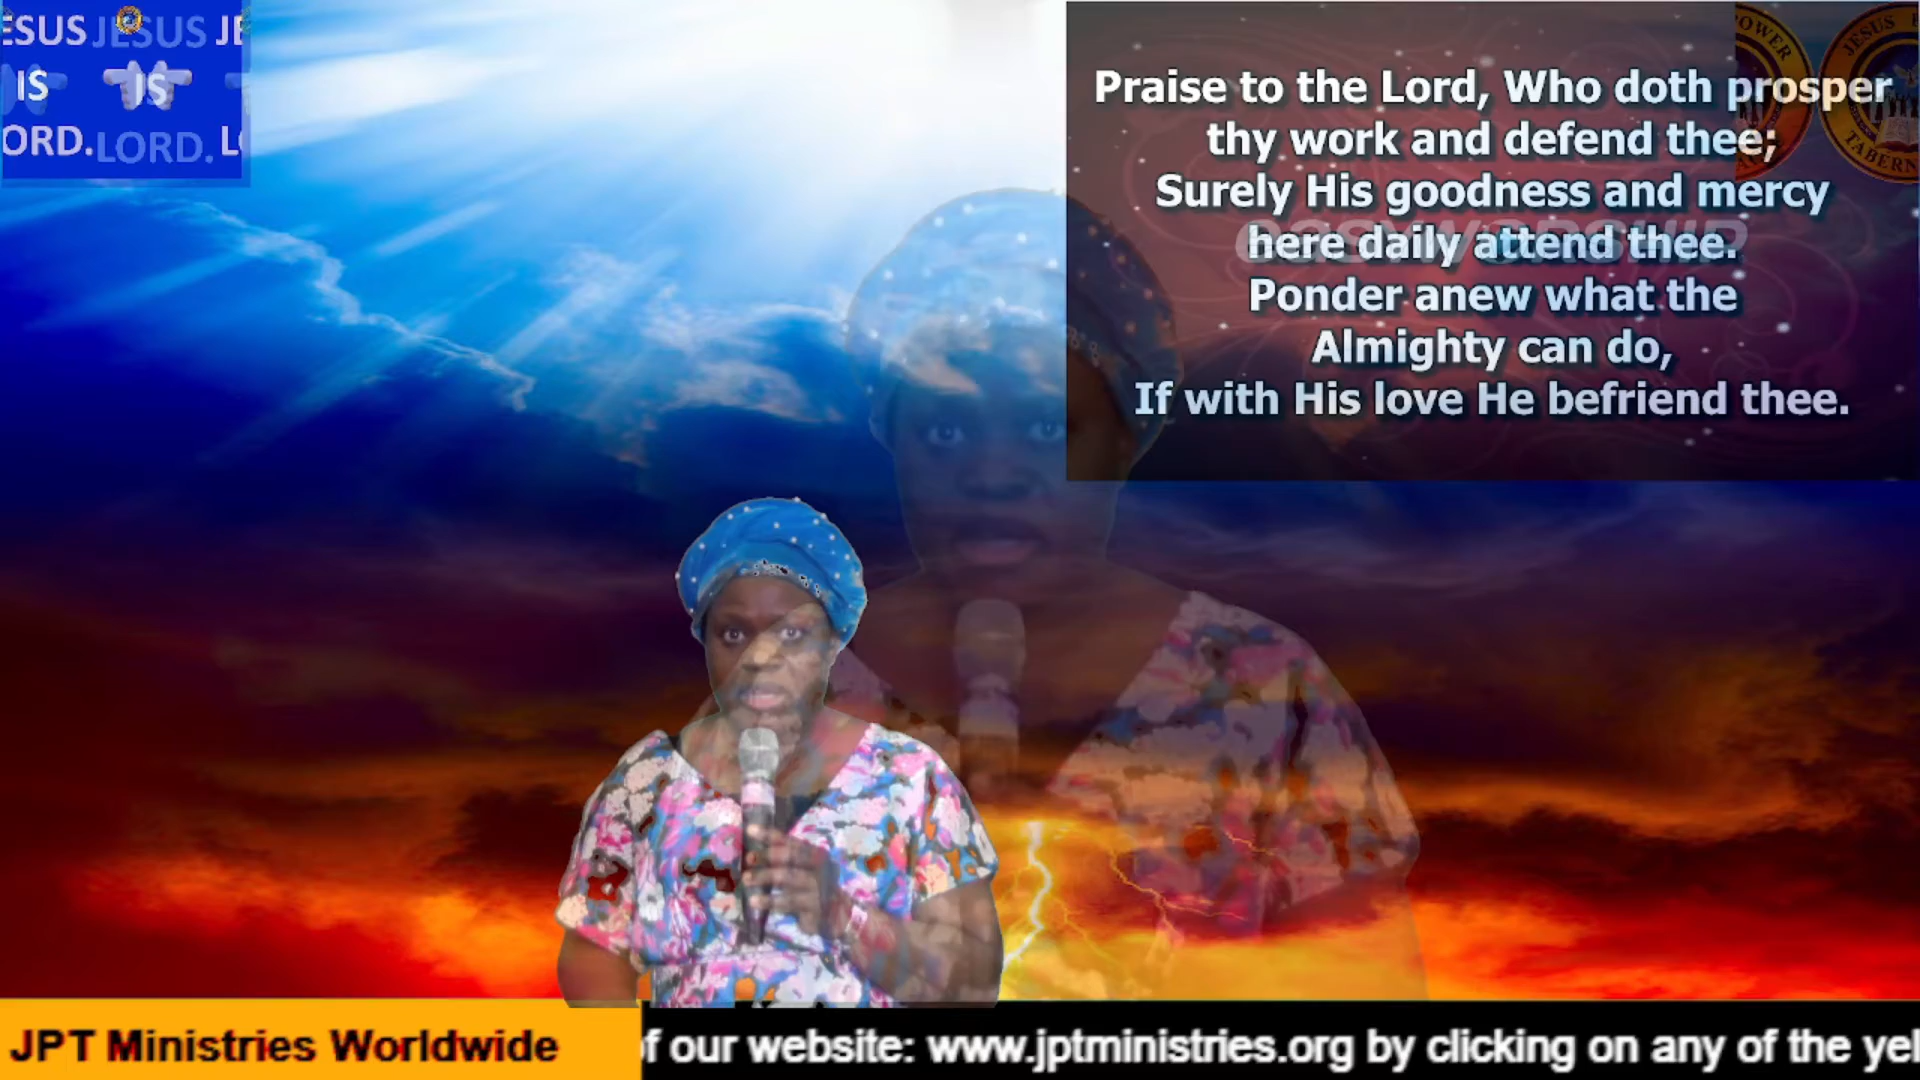 ESUS JESUS JE
IS IS
ORD. LORD. L
POWER
JESUS
TABERN
Praise to the Lord, Who doth prosper
thy work and defend thee;
Surely His goodness and mercy
here daily attend thee.
Ponder anew what the
Almighty can do,
If with His love He befriend thee.
JPT Ministries Worldwide
f our website: www.jptministries.org by clicking on any of the yel